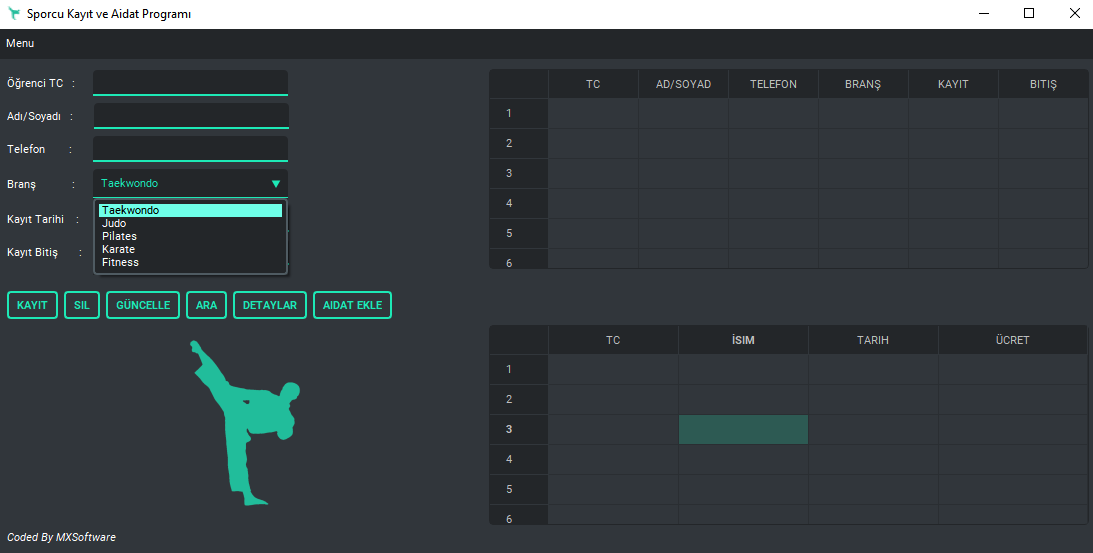 Sporcu Kayıt ve Aidat Programı
Menu
Öğrenci TC :
Adı/Soyadı :
Telefon :
Branş : Taekwondo
Taekwondo
Judo
Pilates
Karate
Fitness
Kayıt Tarihi :
Kayıt Bitiş :
KAYIT SIL GÜNCELLE ARA DETAYLAR AIDAT EKLE
TC AD/SOYAD TELEFON BRANŞ KAYIT BITIŞ
1
2
3
4
5
6
TC İSIM TARIH ÜCRET
1
2
3
4
5
6
Coded By MXSoftware